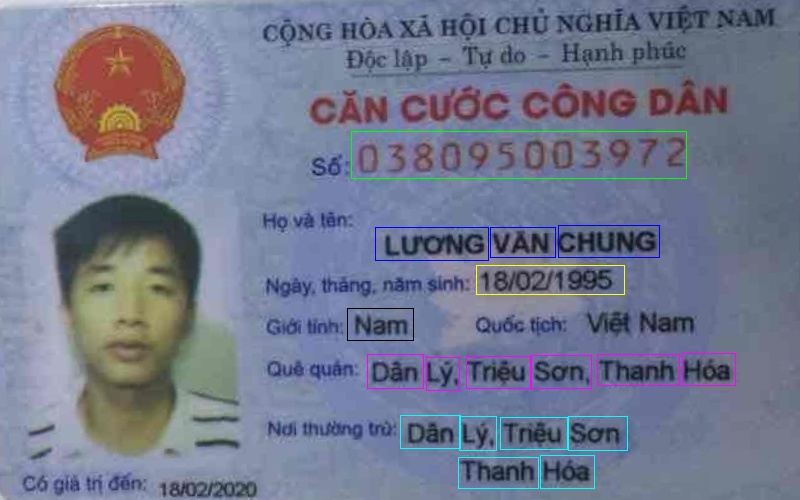 CỘNG HÒA XÃ HỘI CHỦ NGHĨA VIỆT NAM
Độc lập - Tự do - Hạnh phúc
CĂN CƯỚC CÔNG DÂN
Số: 038095003972
Họ và tên:
LƯƠNG VĂN CHUNG
Ngày, tháng, năm sinh: 18/02/1995
Giới tính: Nam Quốc tịch: Việt Nam
Quê quán: Dân Lý, Triệu Sơn, Thanh Hóa
Nơi thường trú: Dân Lý, Triệu Sơn
Thanh Hóa
Có giá trị đến: 18/02/2020